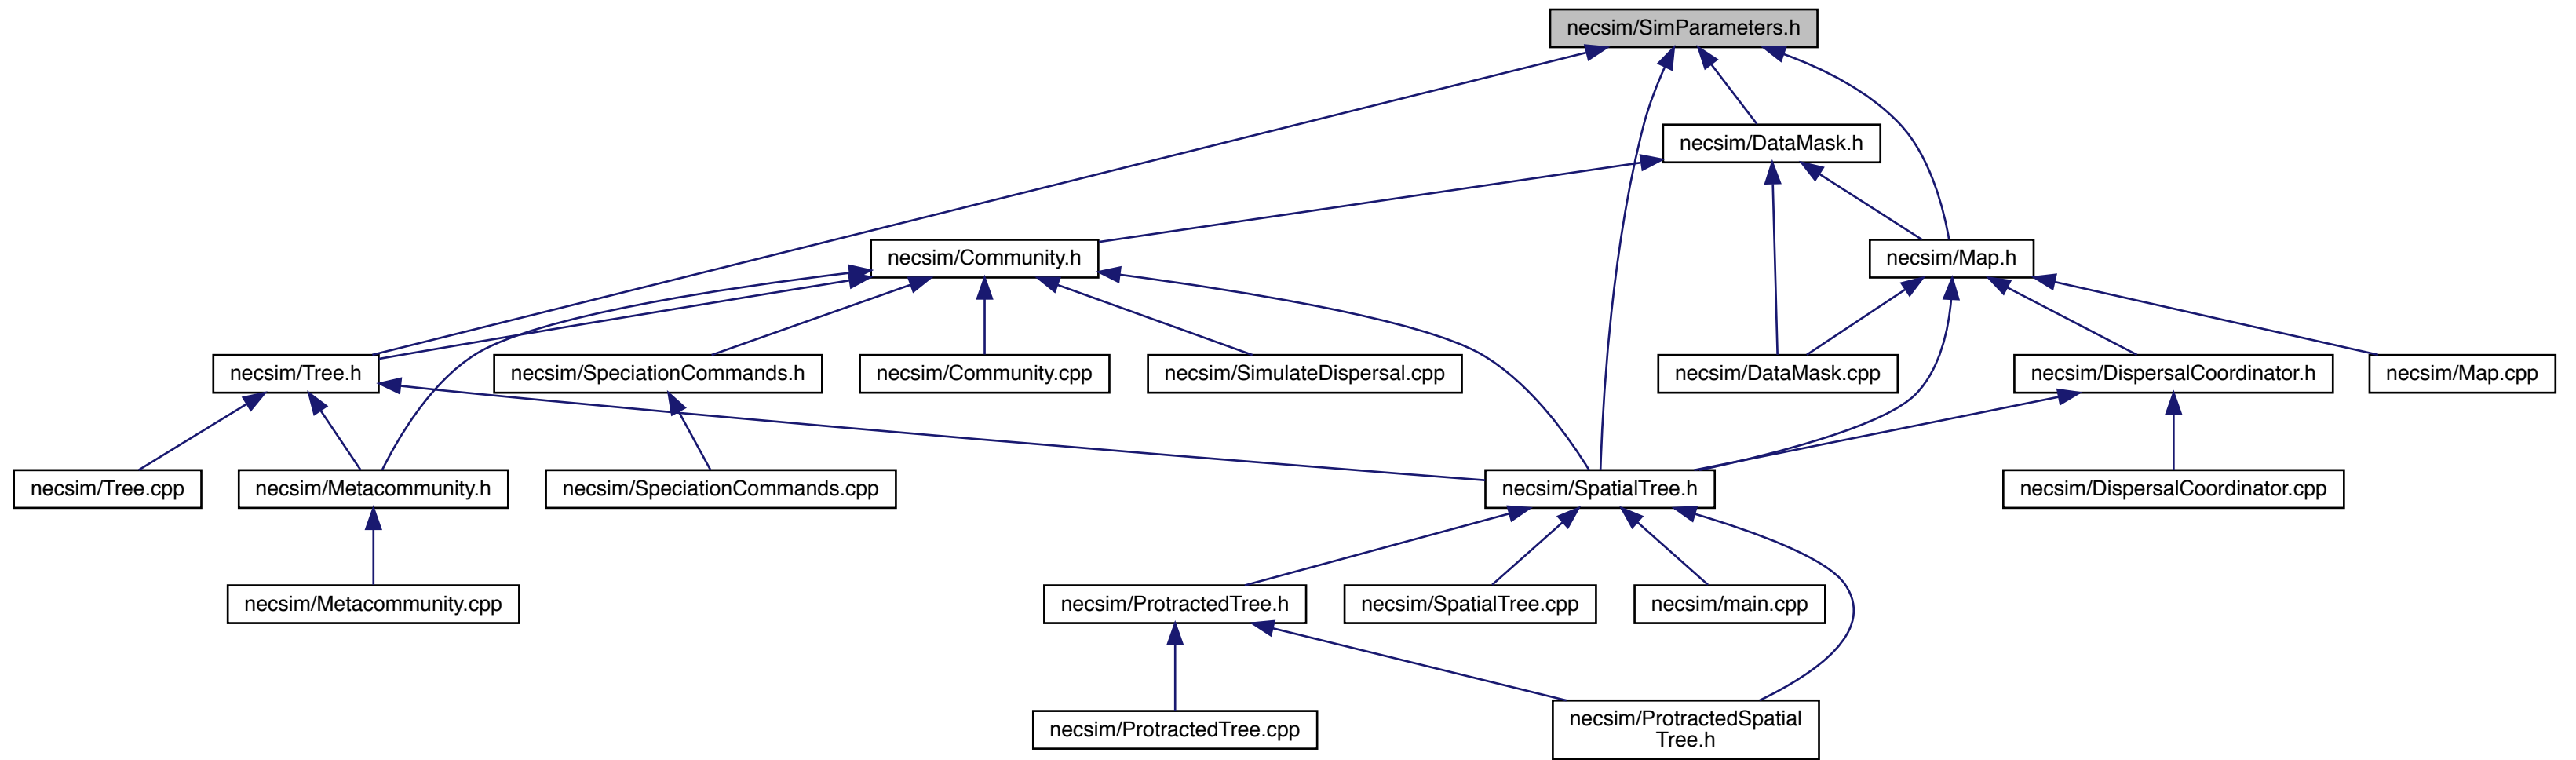 necsim/SimParameters.h
necsim/DataMask.h
necsim/Community.h
necsim/Map.h
necsim/Tree.h
necsim/SpeciationCommands.h
necsim/Community.cpp
necsim/SimulateDispersal.cpp
necsim/DataMask.cpp
necsim/DispersalCoordinator.h
necsim/Map.cpp
necsim/Tree.cpp
necsim/Metacommunity.h
necsim/SpeciationCommands.cpp
necsim/SpatialTree.h
necsim/DispersalCoordinator.cpp
necsim/Metacommunity.cpp
necsim/ProtractedTree.h
necsim/SpatialTree.cpp
necsim/main.cpp
necsim/ProtractedTree.cpp
necsim/ProtractedSpatial
Tree.h